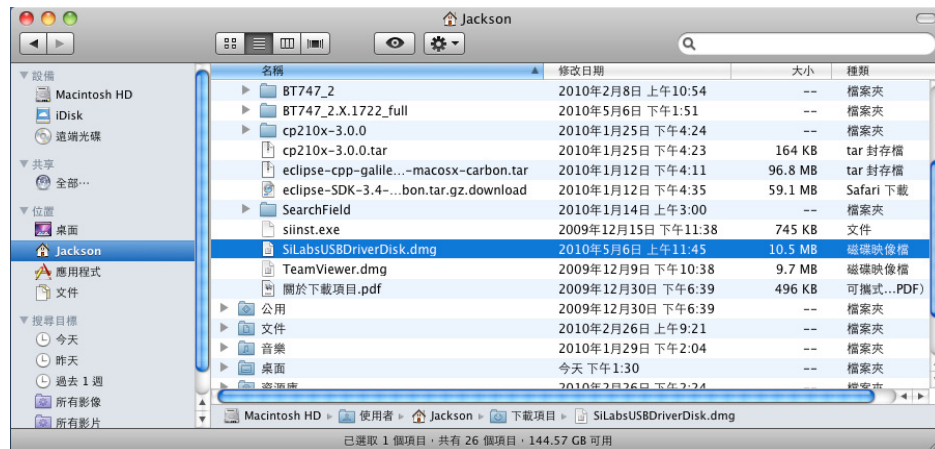 Jackson
名稱 修改日期 大小 種類
▼設備
Macintosh HD
iDisk
遠端光碟
▼共享
全部…
▼位置
桌面
Jackson
應用程式
文件
▼搜尋目標
今天
昨天
過去 1 週
所有影像
所有影片
BT747_2 2010年2月8日 上午10:54 -- 檔案夾
BT747_2.X.1722_full 2010年5月6日 下午1:51 -- 檔案夾
cp210x-3.0.0 2010年1月25日 下午4:24 -- 檔案夾
cp210x-3.0.0.tar 2010年1月25日 下午4:23 164 KB tar 封存檔
eclipse-cpp-galile...-macosx-carbon.tar 2010年1月12日 下午4:11 96.8 MB tar 封存檔
eclipse-SDK-3.4-...bon.tar.gz.download 2010年1月12日 下午4:35 59.1 MB Safari 下載
SearchField 2010年1月14日 上午3:00 -- 檔案夾
siinst.exe 2009年12月15日 下午11:38 745 KB 文件
SiLabsUSBDriverDisk.dmg 2010年5月6日 上午11:45 10.5 MB 磁碟映像檔
TeamViewer.dmg 2009年12月9日 下午10:38 9.7 MB 磁碟映像檔
關於下載項目.pdf 2009年12月30日 下午6:39 496 KB 可攜式…PDF)
公用 2009年12月30日 下午6:39 -- 檔案夾
文件 2010年2月26日 上午9:21 -- 檔案夾
音樂 2010年1月29日 下午2:04 -- 檔案夾
桌面 今天 下午1:30 -- 檔案夾
資源庫 2010年2月26日 下午2:24 -- 檔案夾
Macintosh HD ▸ 使用者 ▸ Jackson ▸ 下載項目 ▸ SiLabsUSBDriverDisk.dmg
已選取 1 個項目，共有 26 個項目，144.57 GB 可用